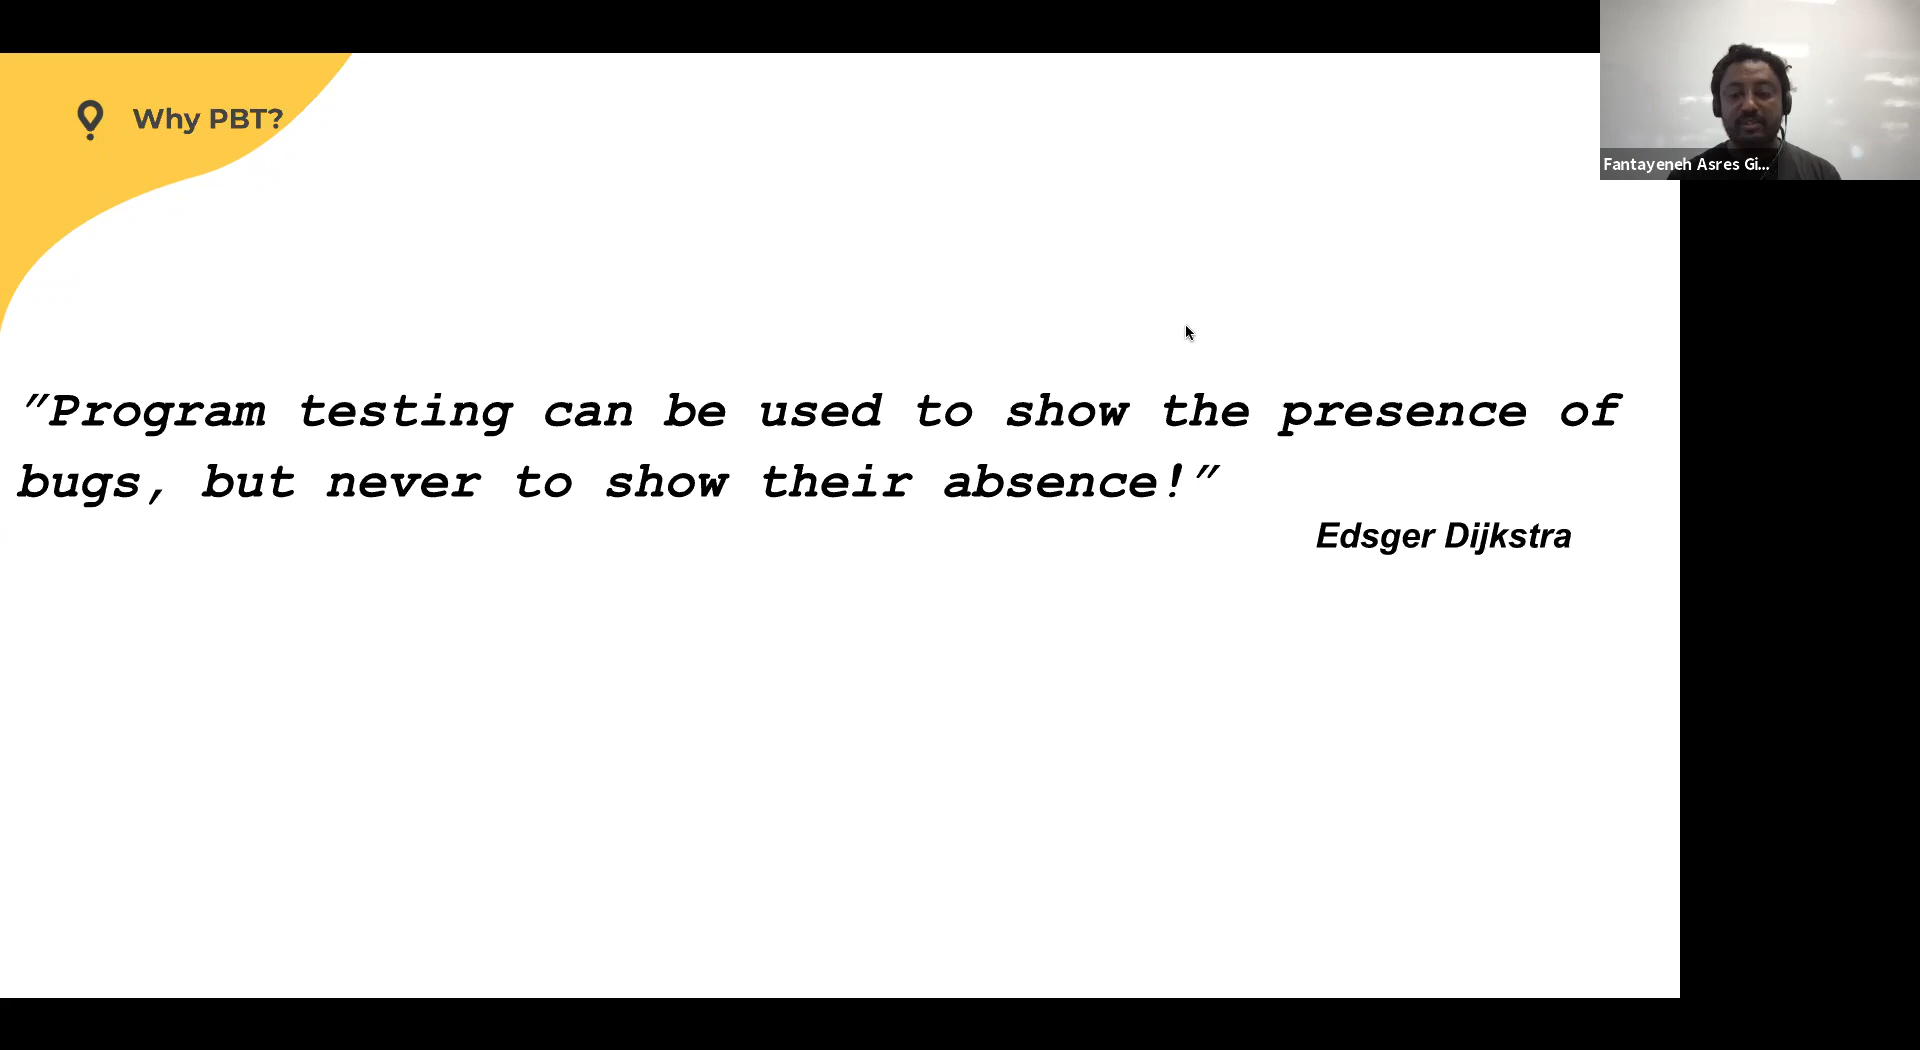 Why PBT?
Fantayeneh Asres Gi...
"Program testing can be used to show the presence of
bugs, but never to show their absence!"
Edsger Dijkstra